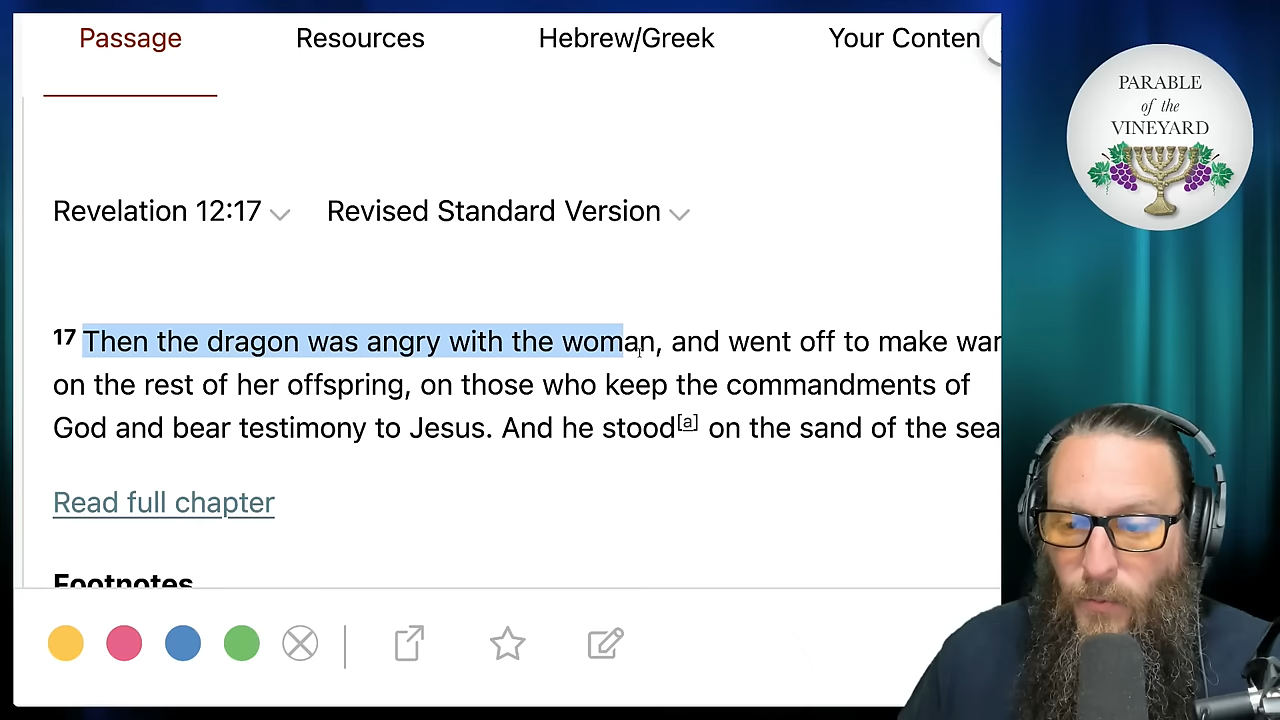 Passage Resources Hebrew/Greek Your Conten
PARABLE
of the
VINEYARD
Revelation 12:17 Revised Standard Version
17 Then the dragon was angry with the woman, and went off to make war
on the rest of her offspring, on those who keep the commandments of
God and bear testimony to Jesus. And he stood[a] on the sand of the sea
Read full chapter
Footnotes